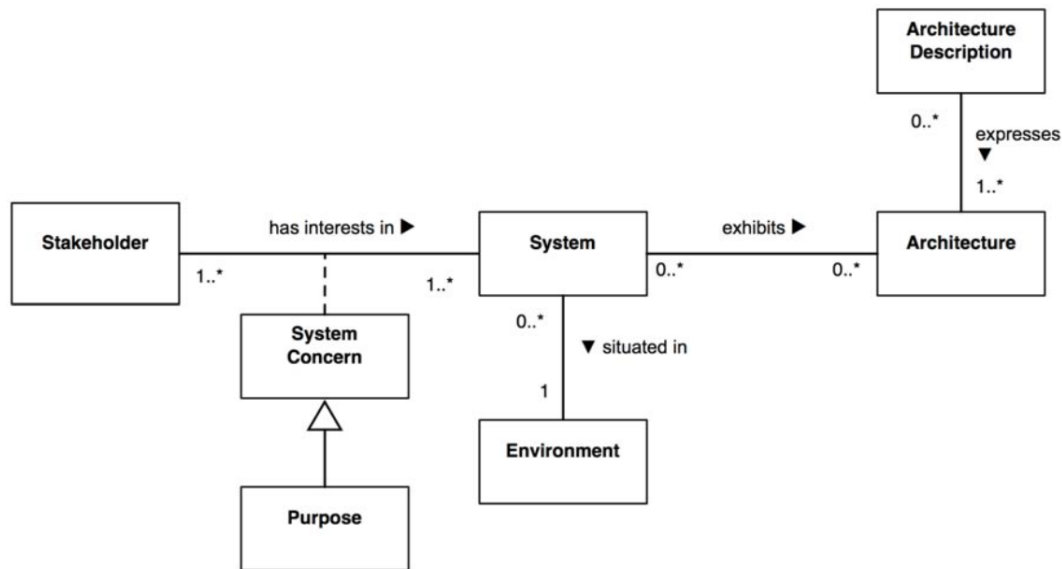 Architecture
Description
0..*
expresses
▼
1..*
Stakeholder
has interests in ►
System
exhibits ►
Architecture
1..*
1..*
0..*
0..*
System
Concern
0..*
▼ situated in
1
Environment
Purpose